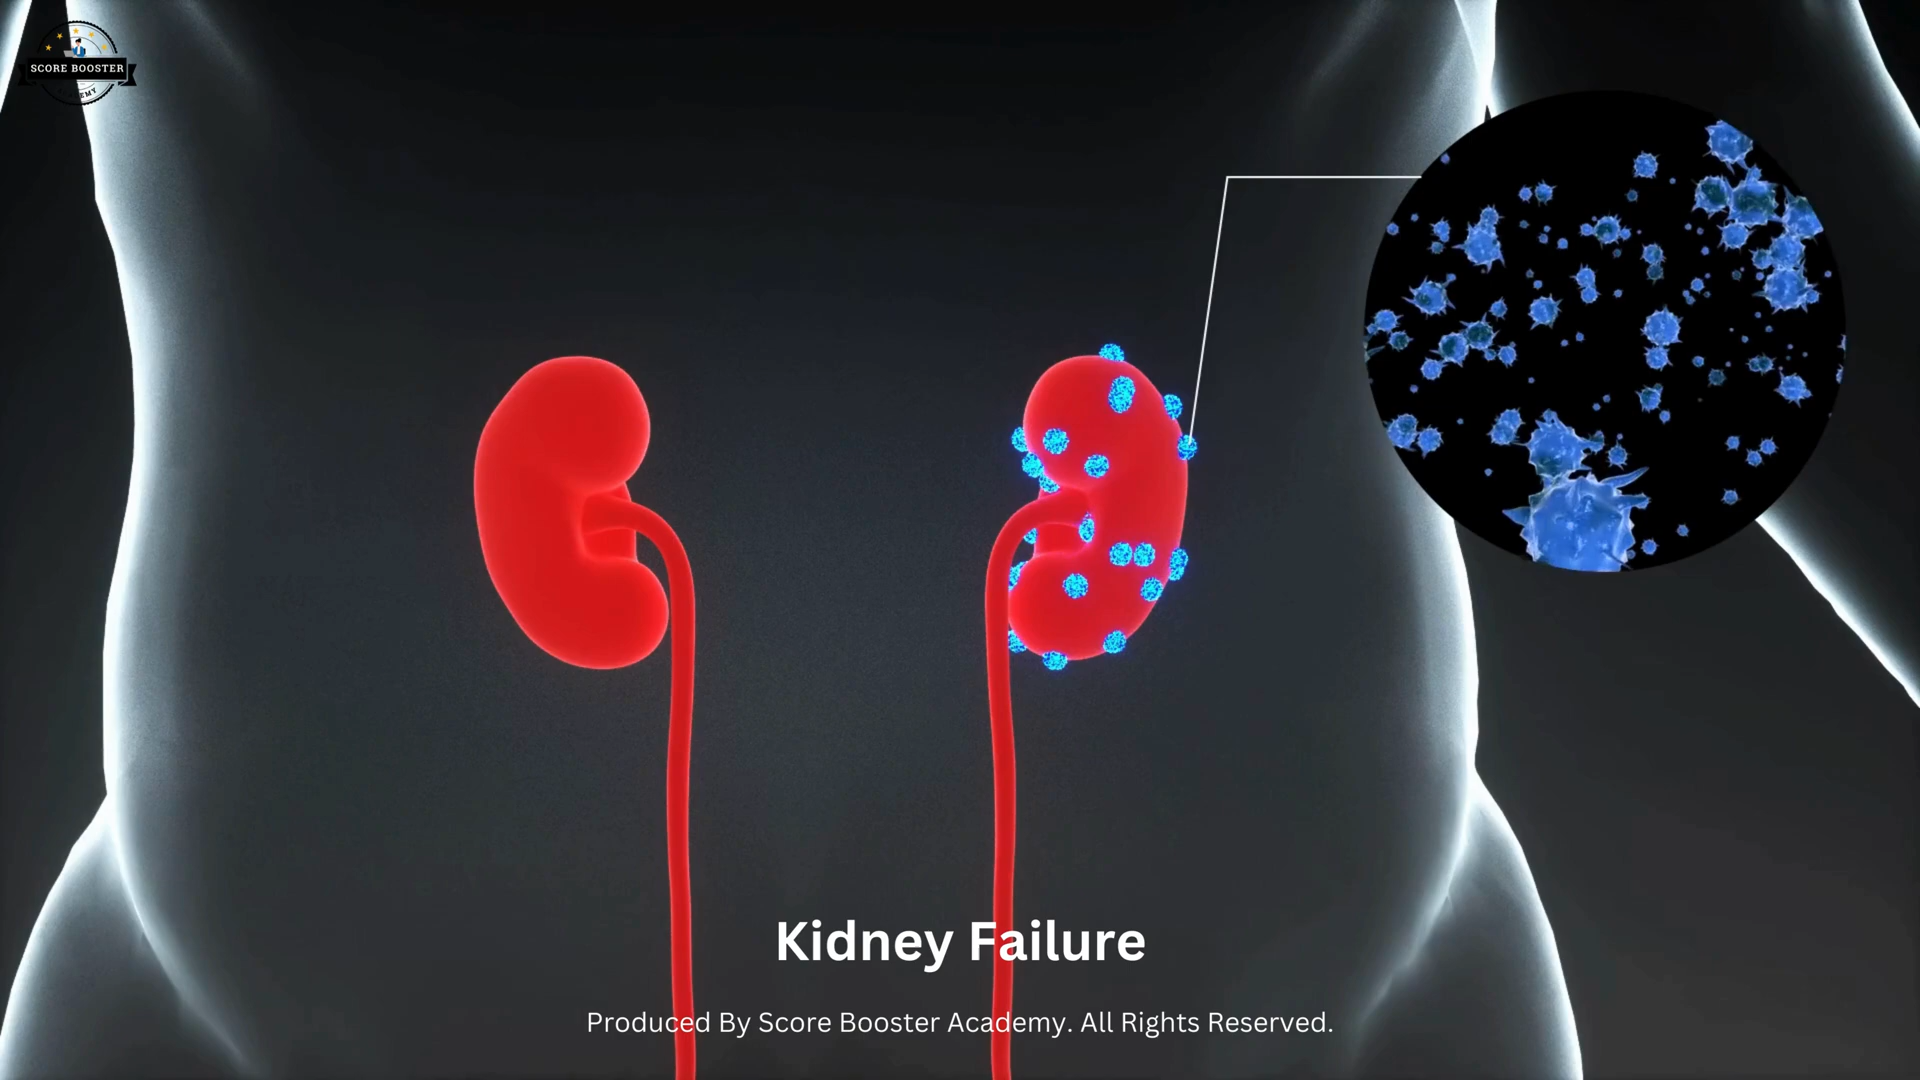 SCORE BOOSTER
Kidney Failure
Produced By Score Booster Academy. All Rights Reserved.